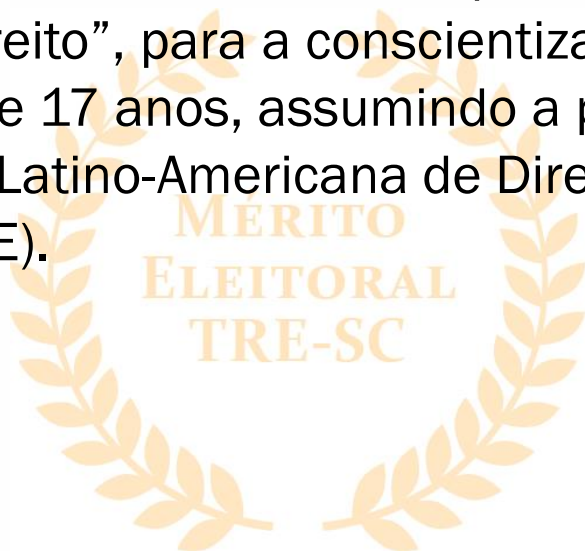 reito”, para a conscientiza
e 17 anos, assumindo a
Latino-Americana de Dire
E).
MÉRITO
ELEITORAL
TRE-SC